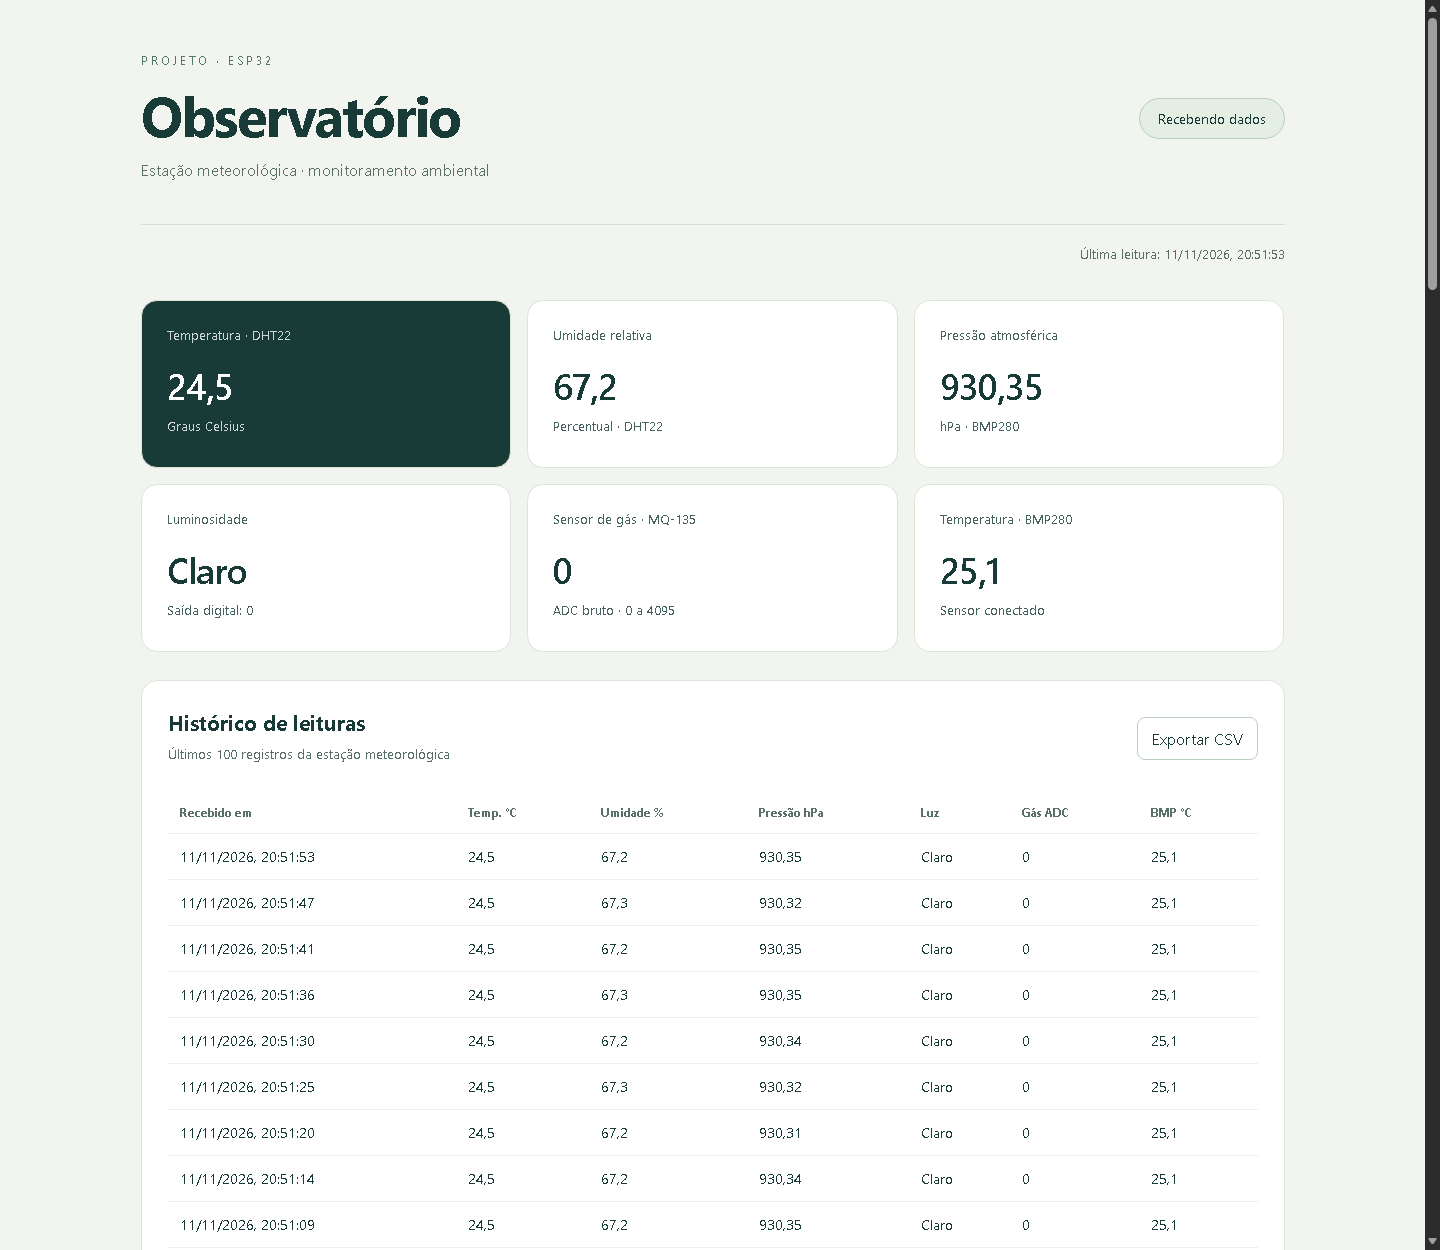 PROJETO · ESP32
Observatório
Recebendo dados
Estação meteorológica · monitoramento ambiental
Última leitura: 11/11/2026, 20:51:53
Temperatura · DHT22
24,5
Graus Celsius
Umidade relativa
67,2
Percentual · DHT22
Pressão atmosférica
930,35
hPa · BMP280
Luminosidade
Claro
Saída digital: 0
Sensor de gás · MQ-135
0
ADC bruto · 0 a 4095
Temperatura · BMP280
25,1
Sensor conectado
Histórico de leituras
Últimos 100 registros da estação meteorológica
Exportar CSV
Recebido em Temp. °C Umidade % Pressão hPa Luz Gás ADC BMP °C
11/11/2026, 20:51:53 24,5 67,2 930,35 Claro 0 25,1
11/11/2026, 20:51:47 24,5 67,3 930,32 Claro 0 25,1
11/11/2026, 20:51:41 24,5 67,2 930,35 Claro 0 25,1
11/11/2026, 20:51:36 24,5 67,3 930,35 Claro 0 25,1
11/11/2026, 20:51:30 24,5 67,2 930,34 Claro 0 25,1
11/11/2026, 20:51:25 24,5 67,3 930,32 Claro 0 25,1
11/11/2026, 20:51:20 24,5 67,2 930,31 Claro 0 25,1
11/11/2026, 20:51:14 24,5 67,2 930,34 Claro 0 25,1
11/11/2026, 20:51:09 24,5 67,2 930,35 Claro 0 25,1